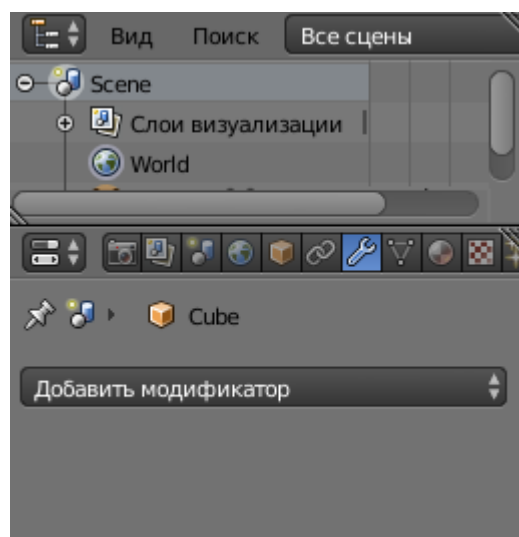 Вид Поиск Все сцены
Scene
Слои визуализации
World
Cube
Добавить модификатор